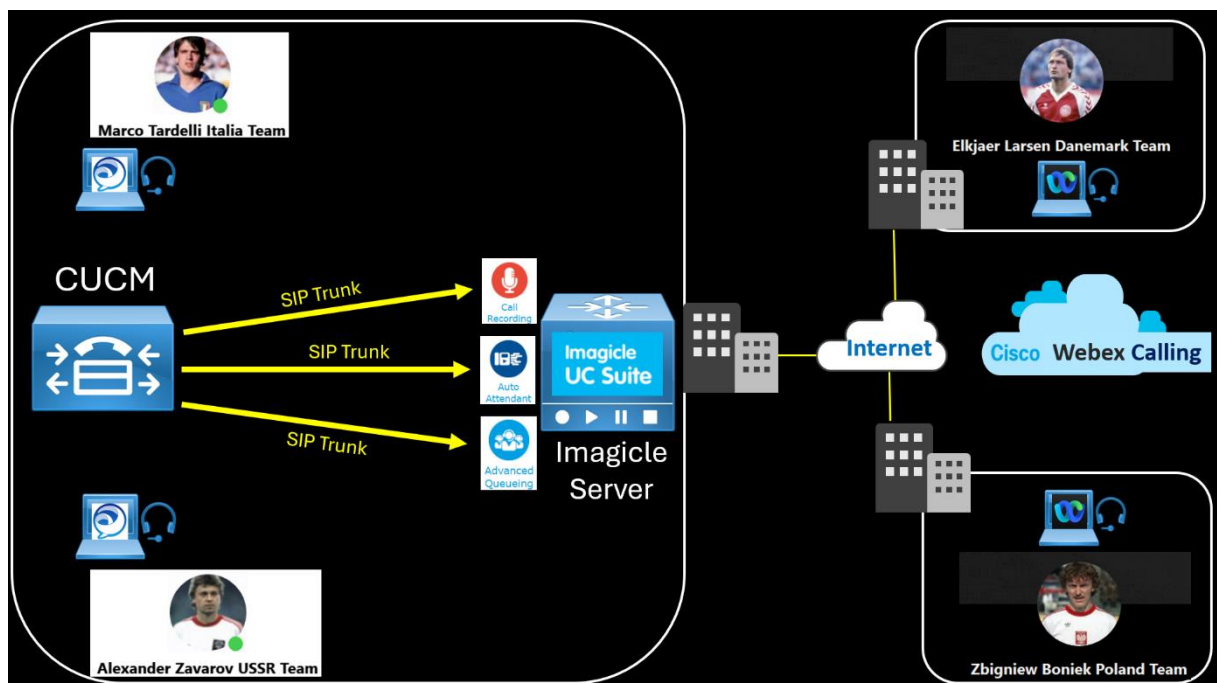 Marco Tardelli Italia Team
CUCM
SIP Trunk
SIP Trunk
SIP Trunk
Call
Recording
Auto
Attendant
Advanced
Queueing
Imagicle
UC Suite
Imagicle
Server
Alexander Zavarov USSR Team
Elkjaer Larsen Danemark Team
Internet
Cisco Webex Calling
Zbigniew Boniek Poland Team